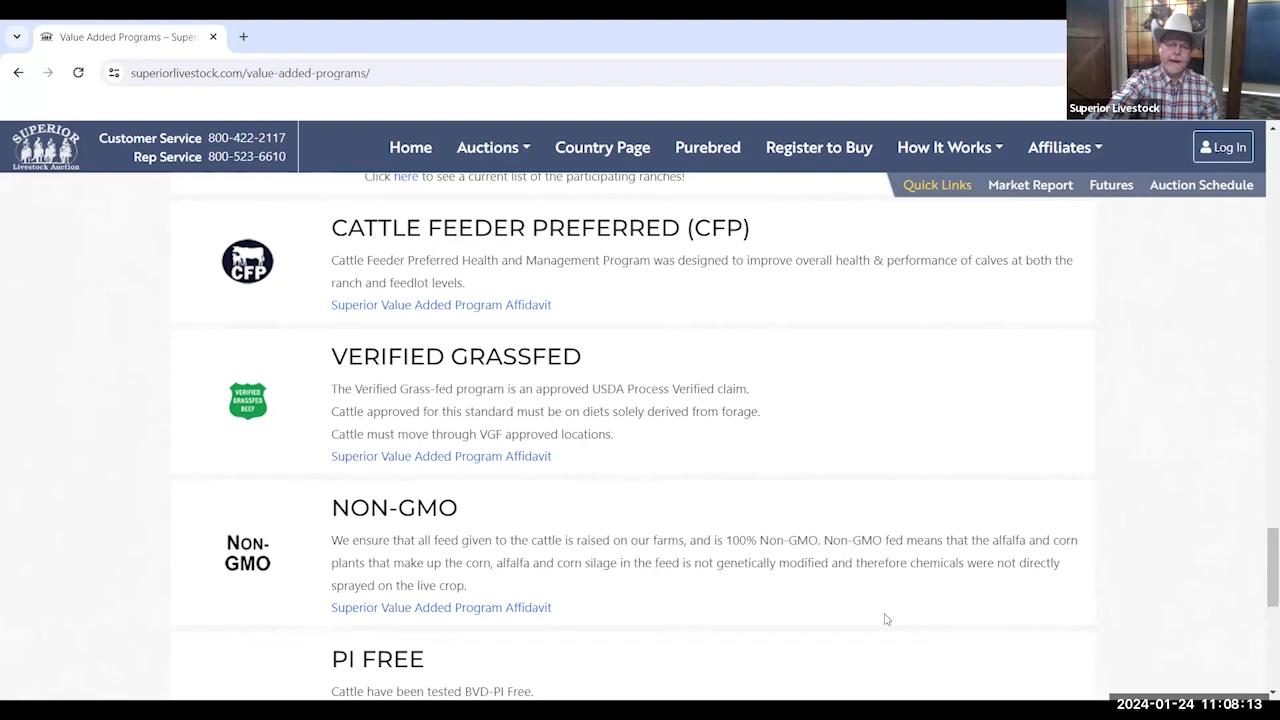 Value Added Programs – Super
superiorlivestock.com/value-added-programs/
Superior Livestock
SUPERIOR
Livestock Auction
Customer Service 800-422-2117
Rep Service 800-523-6610
Home Auctions Country Page Purebred Register to Buy How It Works Affiliates Log In
Quick Links Market Report Futures Auction Schedule
Click here to see a current list of the participating ranches!
CFP
CATTLE FEEDER PREFERRED (CFP)
Cattle Feeder Preferred Health and Management Program was designed to improve overall health & performance of calves at both the
ranch and feedlot levels.
Superior Value Added Program Affidavit
VERIFIED
GRASSFED
BEEF
VERIFIED GRASSFED
The Verified Grass-fed program is an approved USDA Process Verified claim.
Cattle approved for this standard must be on diets solely derived from forage.
Cattle must move through VGF approved locations.
Superior Value Added Program Affidavit
NON-
GMO
NON-GMO
We ensure that all feed given to the cattle is raised on our farms, and is 100% Non-GMO. Non-GMO fed means that the alfalfa and corn
plants that make up the corn, alfalfa and corn silage in the feed is not genetically modified and therefore chemicals were not directly
sprayed on the live crop.
Superior Value Added Program Affidavit
PI FREE
Cattle have been tested BVD-PI Free.
2024-01-24 11:08:13